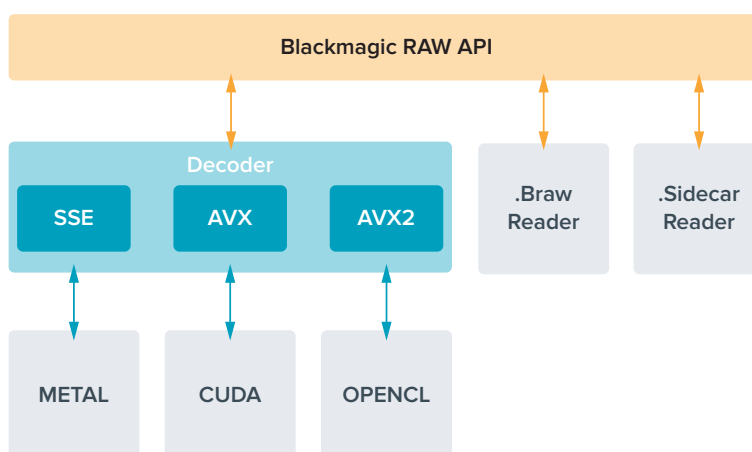 Blackmagic RAW API
Decoder
SSE
AVX
AVX2
.Braw
Reader
.Sidecar
Reader
METAL
CUDA
OPENCL